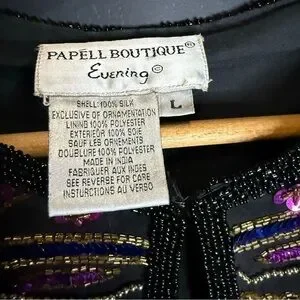 PAPELL BOUTIQUE®
Evening©
L
SHELL: 100% SILK
EXCLUSIVE OF ORNAMENTATION
LINING 100% POLYESTER
EXTERIEUR 100% SOIE
SAUF LES ORNEMENTS
DOUBLURE 100% POLYESTER
MADE IN INDIA
FABRIQUER AUX INDES
SEE REVERSE FOR CARE
INSTURCTIONS AU VERSO